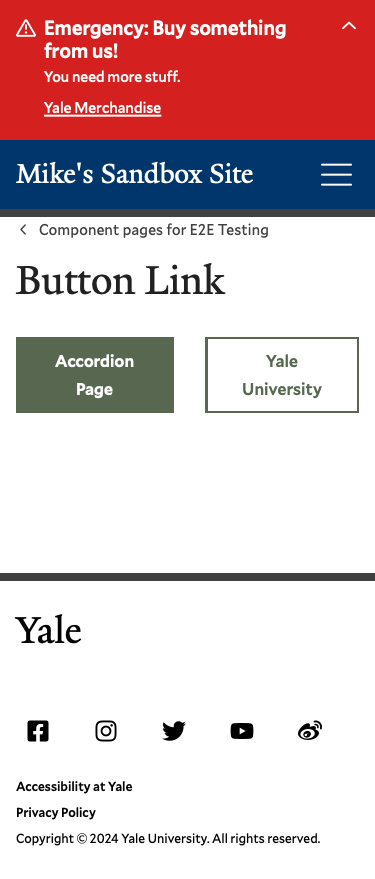 Emergency: Buy something
from us!
You need more stuff.
Yale Merchandise
Mike's Sandbox Site
Component pages for E2E Testing
Button Link
Accordion
Page
Yale
University
Yale
Accessibility at Yale
Privacy Policy
Copyright © 2024 Yale University. All rights reserved.